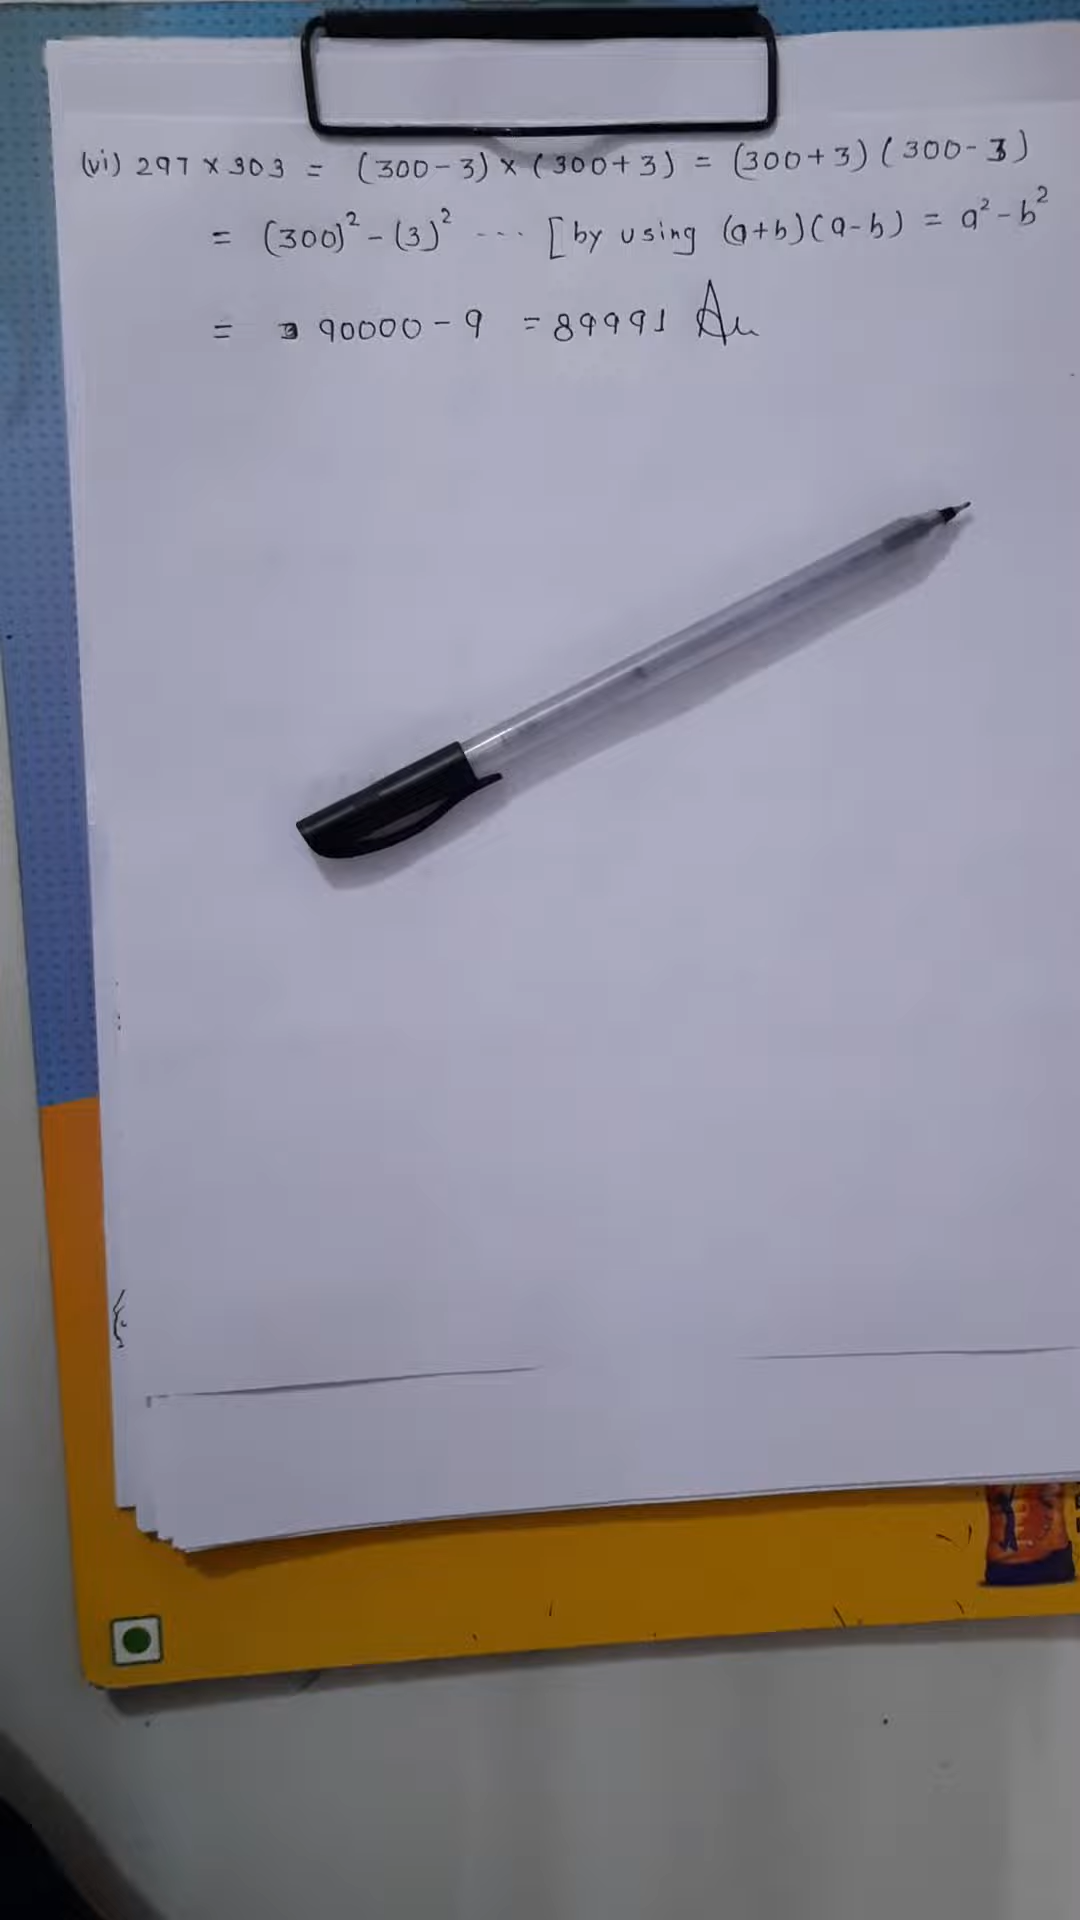 (vi) 297 × 303 = (300 - 3) × (300 + 3) = (300 + 3) (300 - 3)
= (300)² - (3)² --- [by using (a+b)(a-b) = a² - b²
= 90000 - 9 = 89991 An